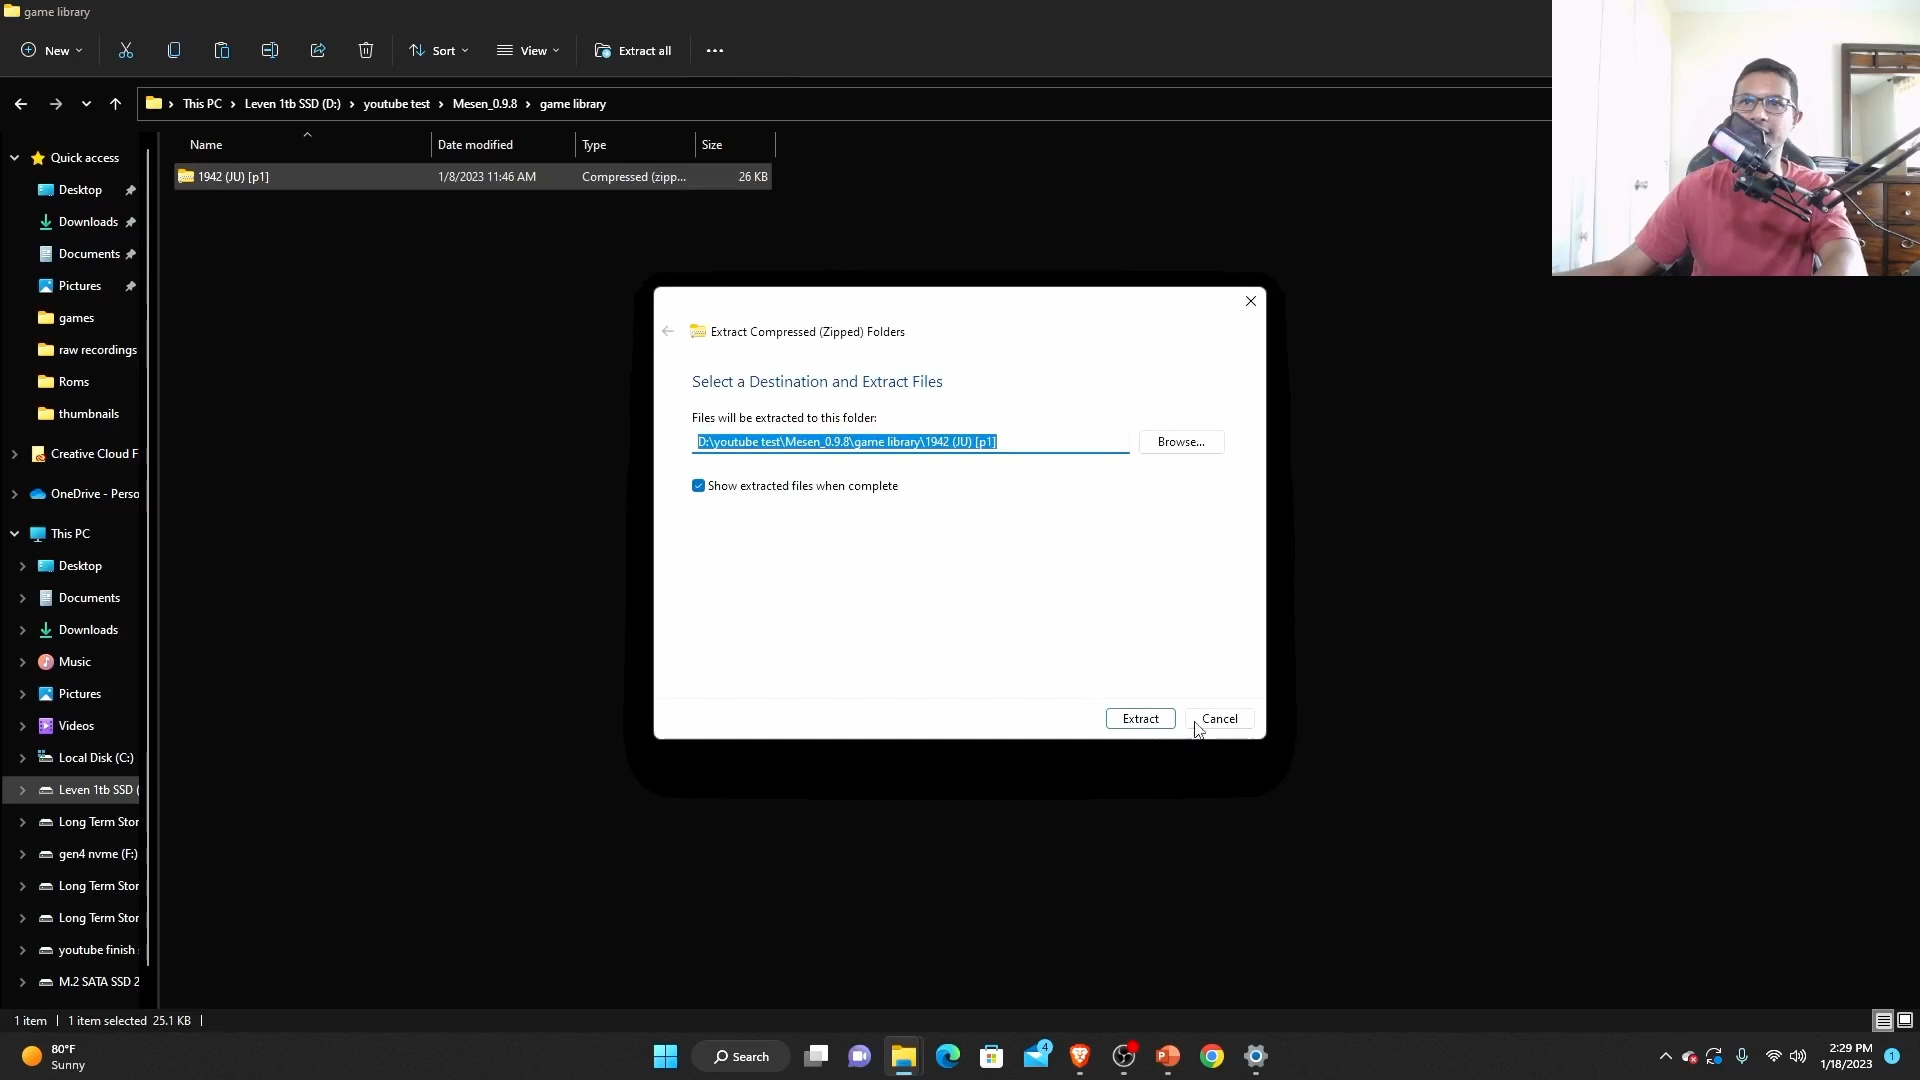 game library
New
Sort
View
Extract all
This PC
Leven 1tb SSD (D:)
youtube test
Mesen_0.9.8
game library
Name
Date modified
Type
Size
1942 (JU) [p1]
1/8/2023 11:46 AM
Compressed (zipp...
26 KB
Quick access
Desktop
Downloads
Documents
Pictures
games
raw recordings
Roms
thumbnails
Creative Cloud F
OneDrive - Perso
This PC
Desktop
Documents
Downloads
Music
Pictures
Videos
Local Disk (C:)
Leven 1tb SSD (
Long Term Stor
gen4 nvme (F:)
Long Term Stor
Long Term Stor
youtube finish
M.2 SATA SSD 2
Extract Compressed (Zipped) Folders
Select a Destination and Extract Files
Files will be extracted to this folder:
D:\youtube test\Mesen_0.9.8\game library\1942 (JU) [p1]
Browse...
Show extracted files when complete
Extract
Cancel
1 item
1 item selected 25.1 KB
80°F
Sunny
Search
4
2:29 PM
1/18/2023
1